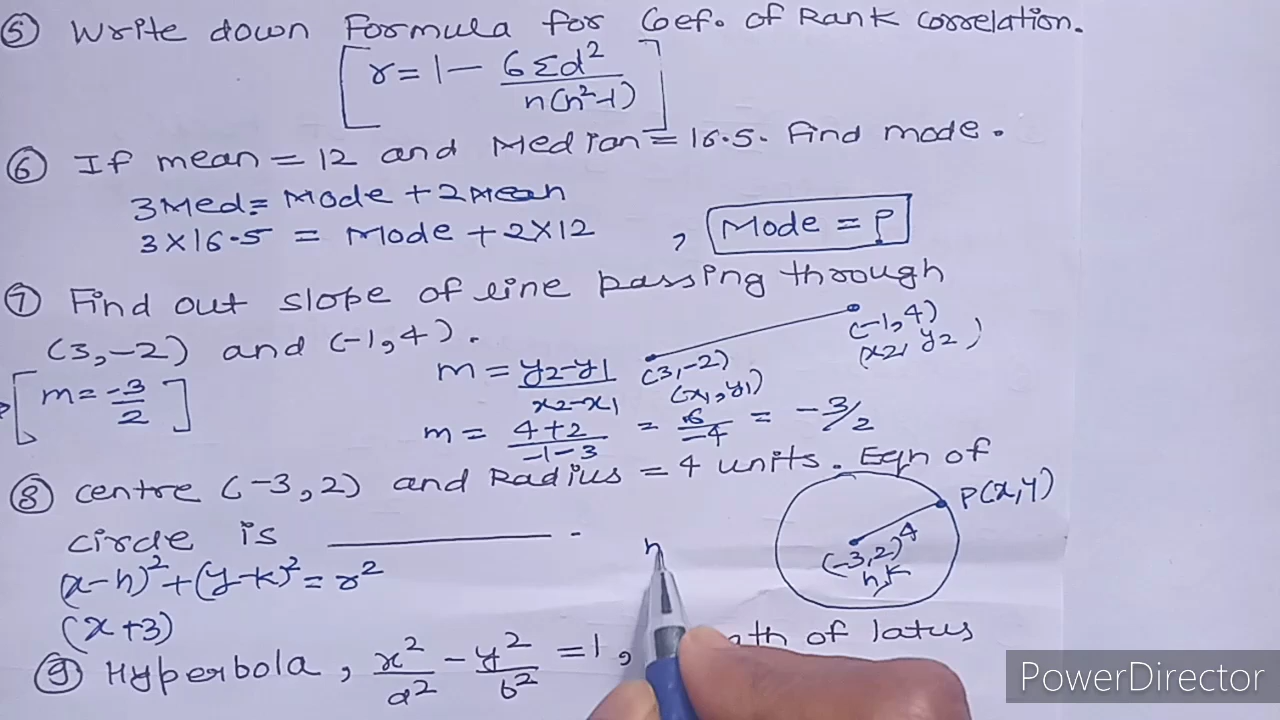 ⑤ Write down Formula for Coef. of Rank correlation.
r = 1 - 6Σd² / n(n²-1)
⑥ If mean = 12 and Median = 16.5. Find mode.
3 Med = Mode + 2 Mean
3×16.5 = Mode + 2×12 , Mode = ?
⑦ Find out slope of line passing through
(3,-2) and (-1,4).
m = -3/2
m = y2-y1 / x2-x1
(3,-2)
(x1,y1)
(-1,4)
(x2, y2)
m = 4+2 / -1-3 = 6/-4 = -3/2
⑧ centre (-3,2) and Radius = 4 units. Eqn of
circle is ________ .
P(x,y)
4
(-3,2)
h,k
(x-h)²+(y-k)² = r²
h
(x+3)
⑨ Hyperbola, x²/a² - y²/b² = 1, of latus
PowerDirector